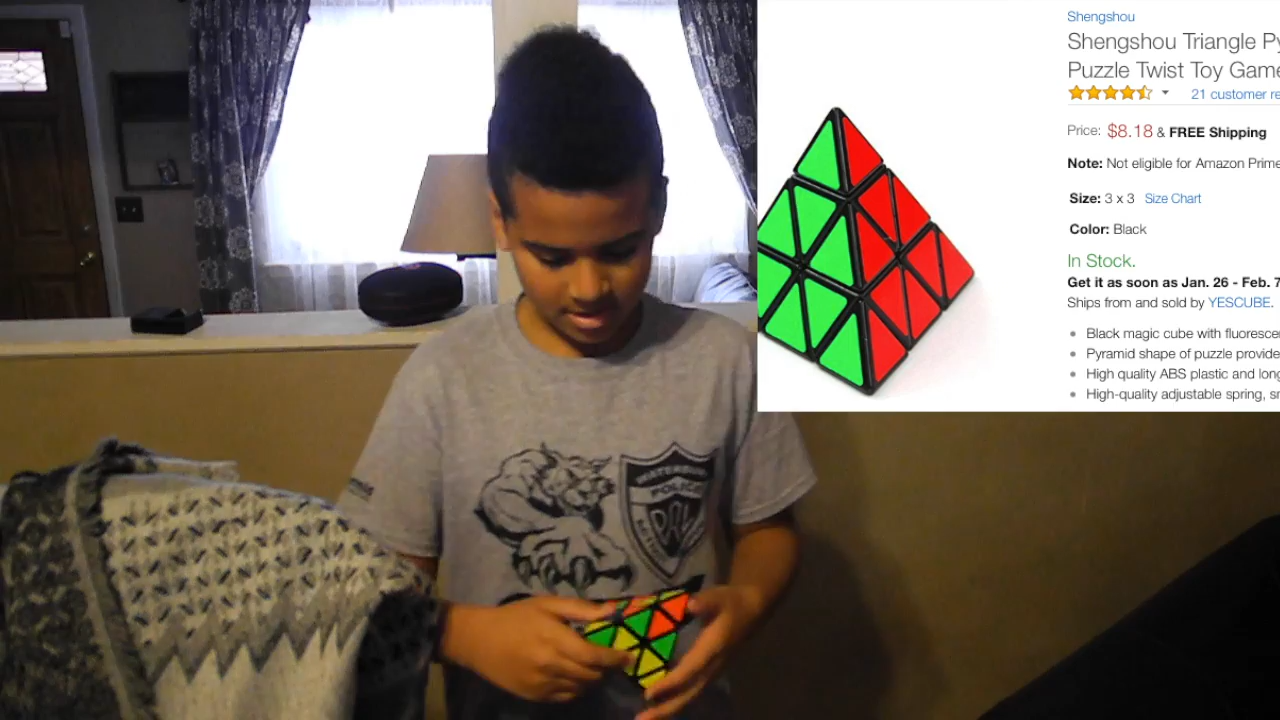 Shengshou
Shengshou Triangle Py
Puzzle Twist Toy Game
21 customer re
Price: $8.18 & FREE Shipping
Note: Not eligible for Amazon Prime
Size: 3 x 3 Size Chart
Color: Black
In Stock.
Get it as soon as Jan. 26 - Feb. 7
Ships from and sold by YESCUBE.
Black magic cube with fluoresce
Pyramid shape of puzzle provide
High quality ABS plastic and long
High-quality adjustable spring, sm
WATERBURY
POLICE
PAL